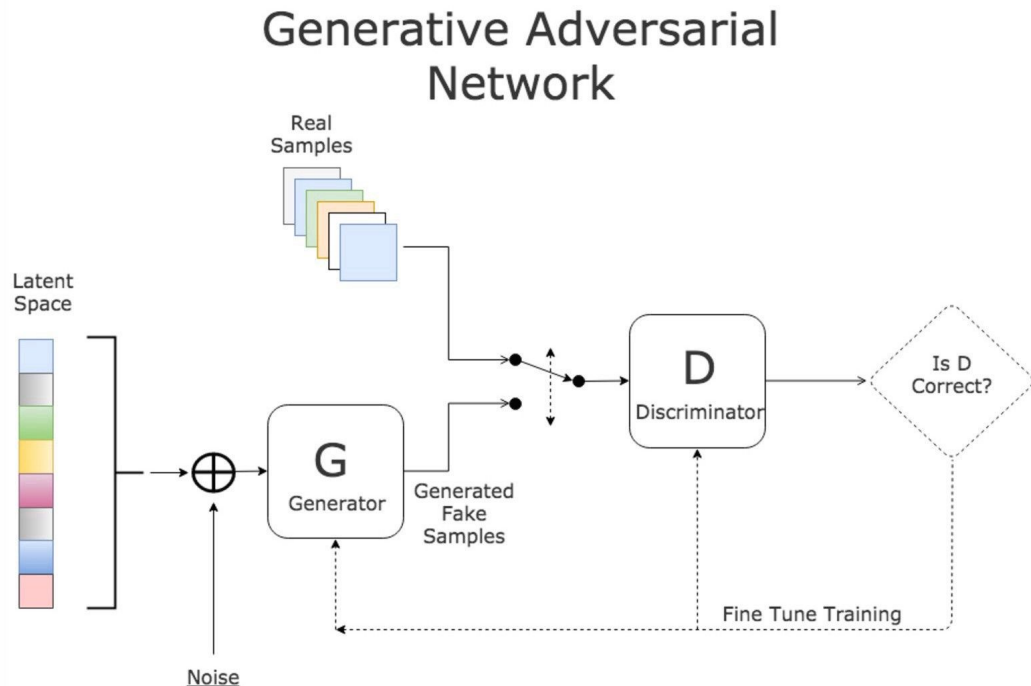 Generative Adversarial
Network
Real
Samples
Latent
Space
D
Discriminator
Is D
Correct?
G
Generator
Generated
Fake
Samples
Fine Tune Training
Noise